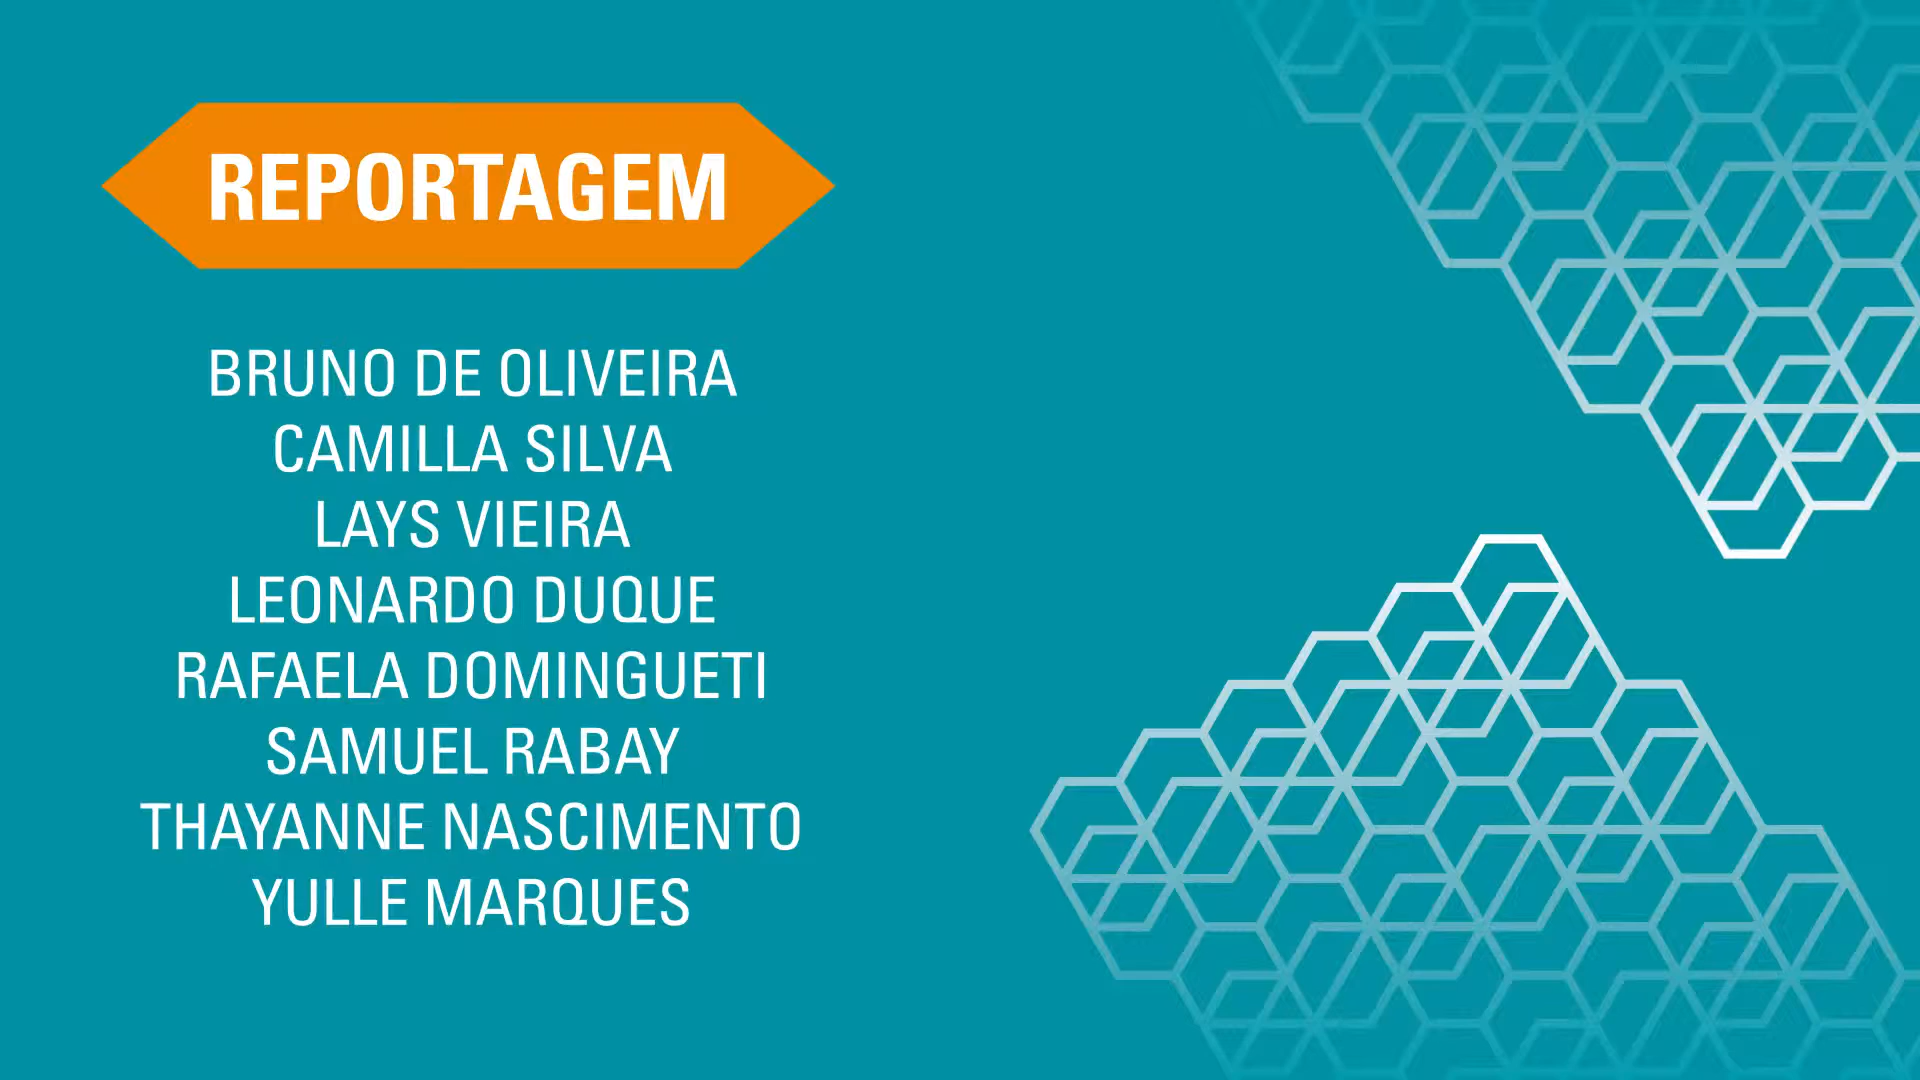 REPORTAGEM
BRUNO DE OLIVEIRA
CAMILLA SILVA
LAYS VIEIRA
LEONARDO DUQUE
RAFAELA DOMINGUETI
SAMUEL RABAY
THAYANNE NASCIMENTO
YULLE MARQUES